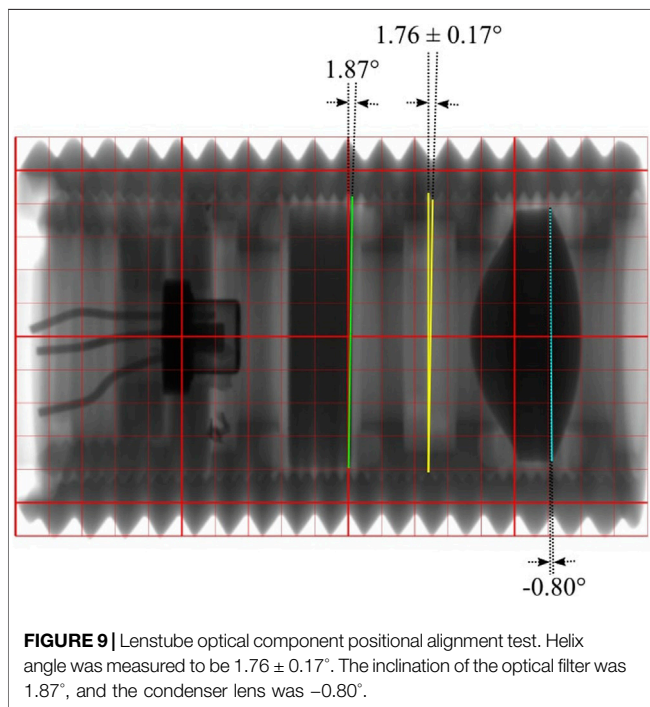 1.76 ± 0.17°
1.87°
-0.80°
FIGURE 9 | Lenstube optical component positional alignment test. Helix
angle was measured to be 1.76 ± 0.17°. The inclination of the optical filter was
1.87°, and the condenser lens was −0.80°.